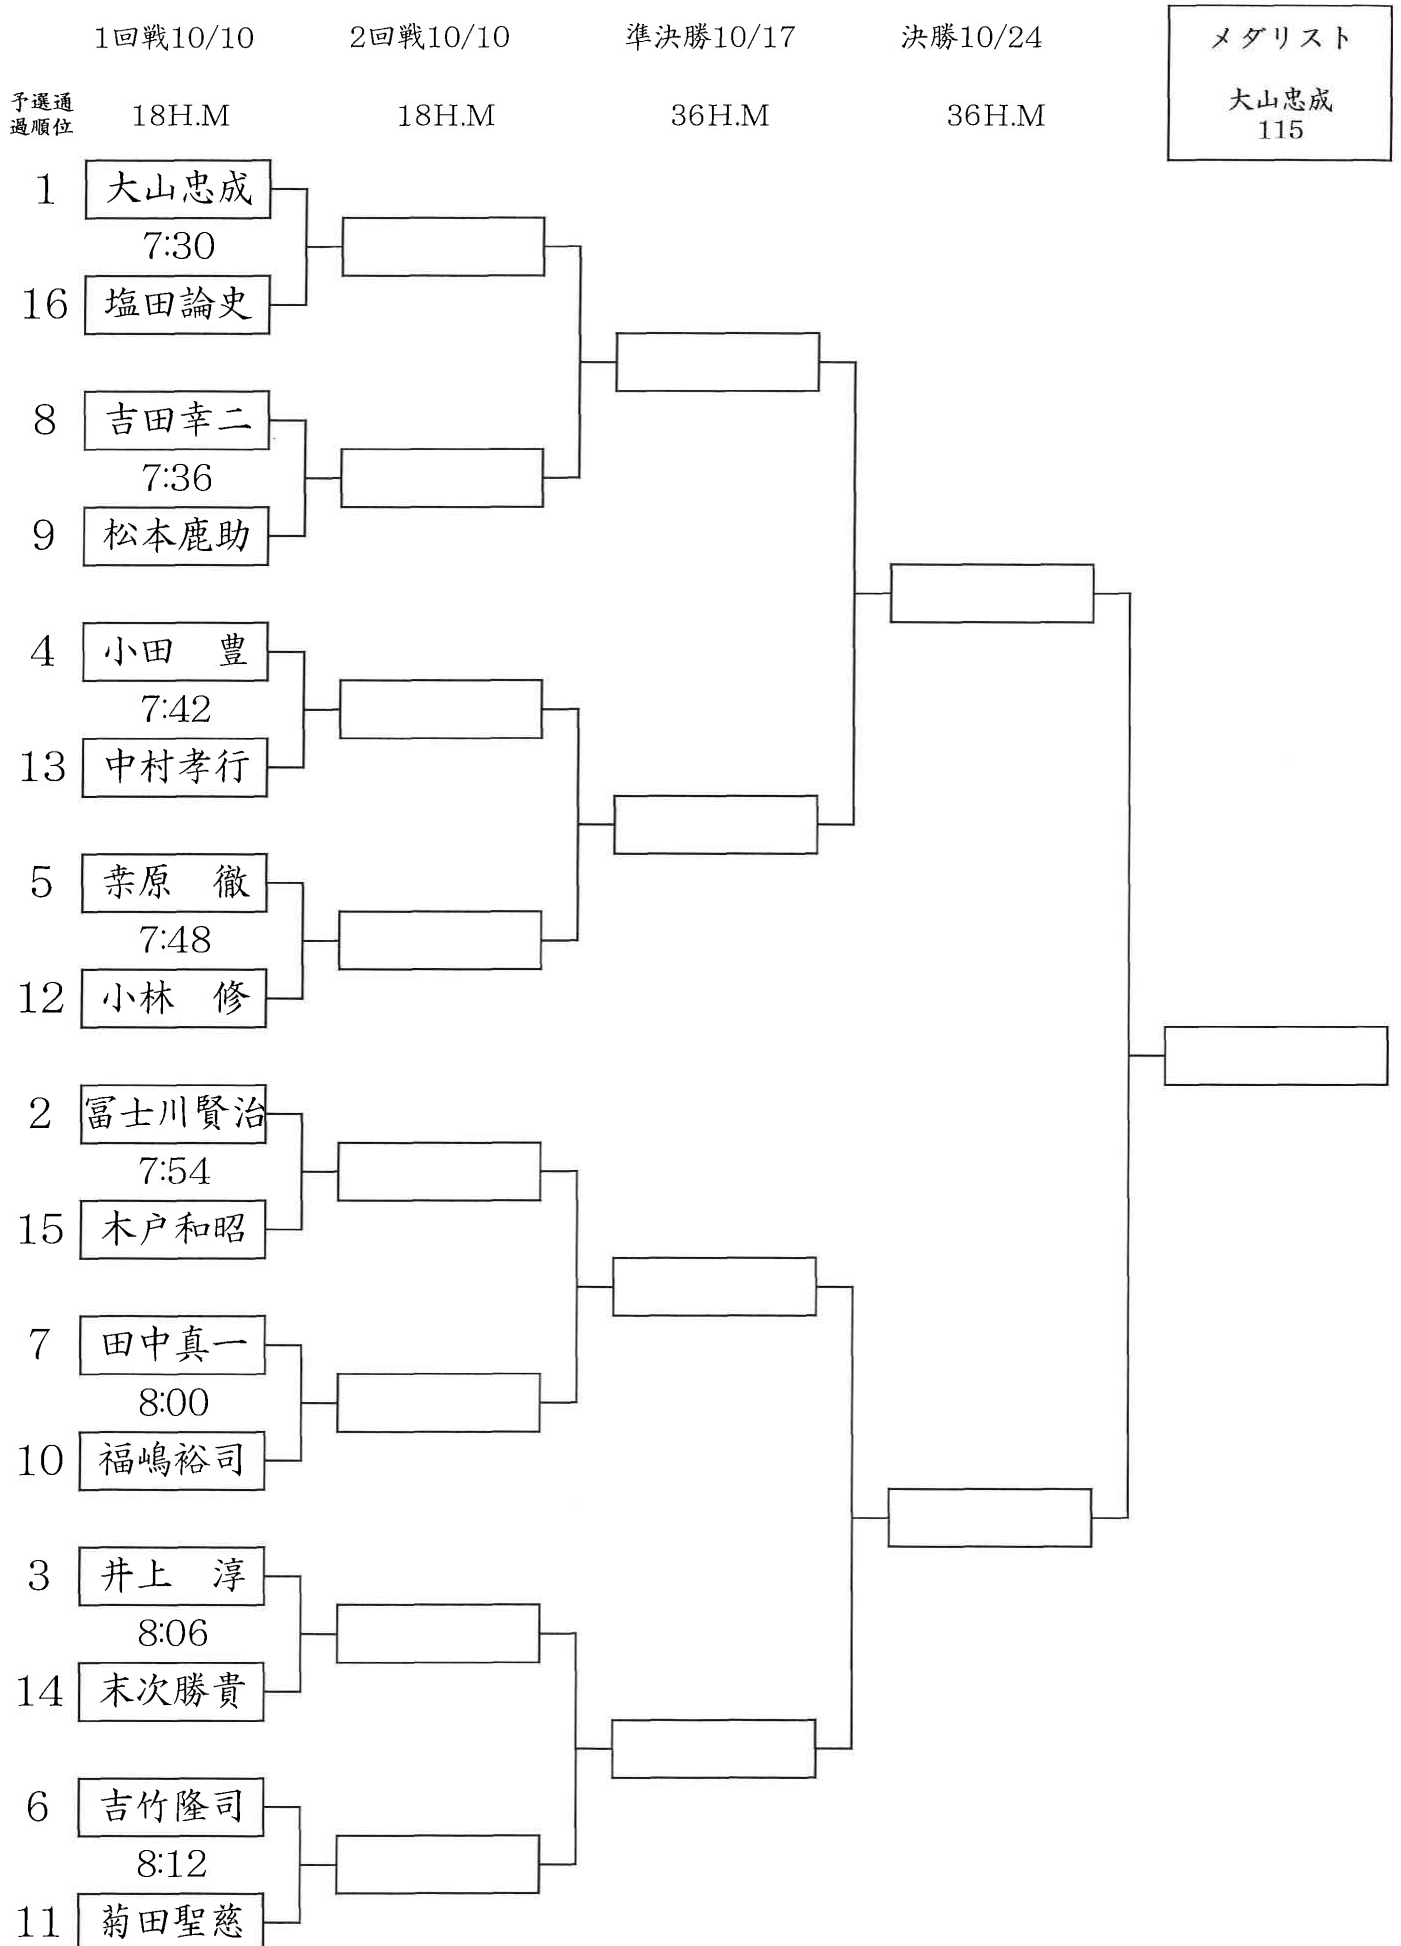 1回戦10/10 2回戦10/10 準決勝10/17 決勝10/24 メダリスト
予選通
過順位 18H.M 18H.M 36H.M 36H.M 大山忠成
115
1 大山忠成
7:30
16 塩田論史
8 吉田幸二
7:36
9 松本鹿助
4 小田　豊
7:42
13 中村孝行
5 桒原　徹
7:48
12 小林　修
2 冨士川賢治
7:54
15 木戸和昭
7 田中真一
8:00
10 福嶋裕司
3 井上　淳
8:06
14 末次勝貴
6 吉竹隆司
8:12
11 菊田聖慈